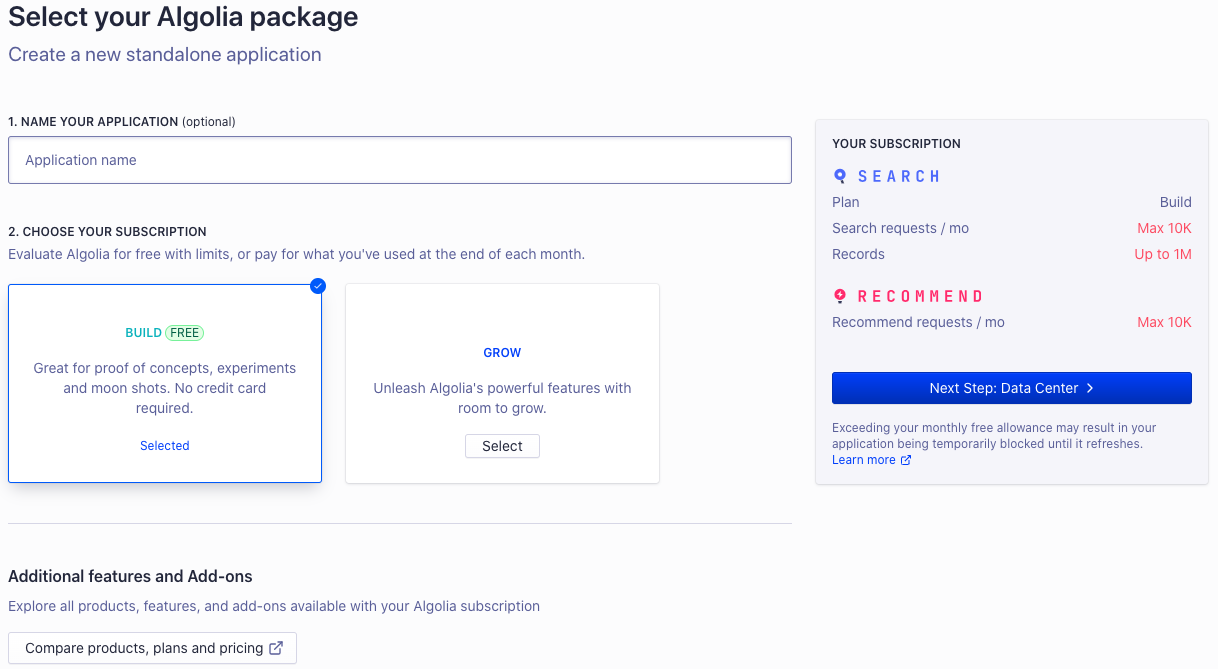 Select your Algolia package
Create a new standalone application
1. NAME YOUR APPLICATION (optional)
Application name
2. CHOOSE YOUR SUBSCRIPTION
Evaluate Algolia for free with limits, or pay for what you've used at the end of each month.
BUILD FREE
Great for proof of concepts, experiments
and moon shots. No credit card
required.
Selected
GROW
Unleash Algolia's powerful features with
room to grow.
Select
Additional features and Add-ons
Explore all products, features, and add-ons available with your Algolia subscription
Compare products, plans and pricing
YOUR SUBSCRIPTION
SEARCH
Plan Build
Search requests / mo Max 10K
Records Up to 1M
RECOMMEND
Recommend requests / mo Max 10K
Next Step: Data Center
Exceeding your monthly free allowance may result in your
application being temporarily blocked until it refreshes.
Learn more